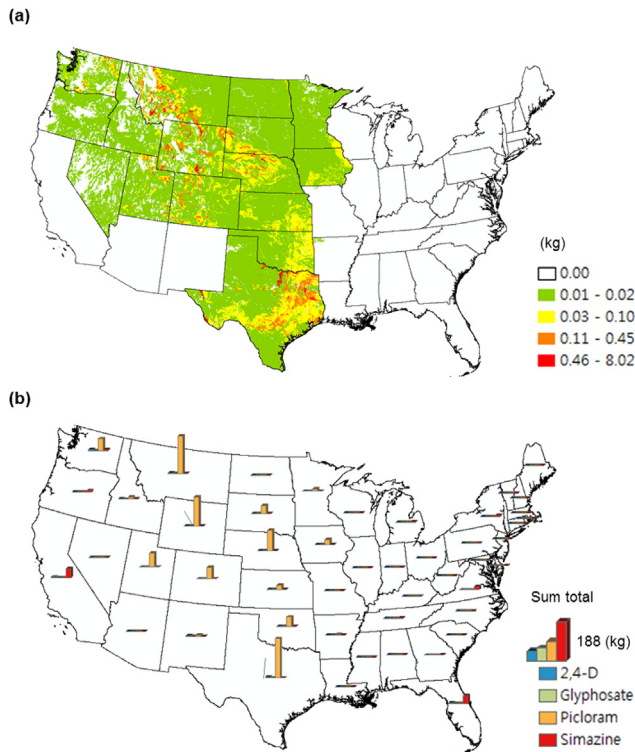 (a)
(kg)
0.00
0.01 - 0.02
0.03 - 0.10
0.11 - 0.45
0.46 - 8.02
(b)
Sum total
188 (kg)
2,4-D
Glyphosate
Picloram
Simazine